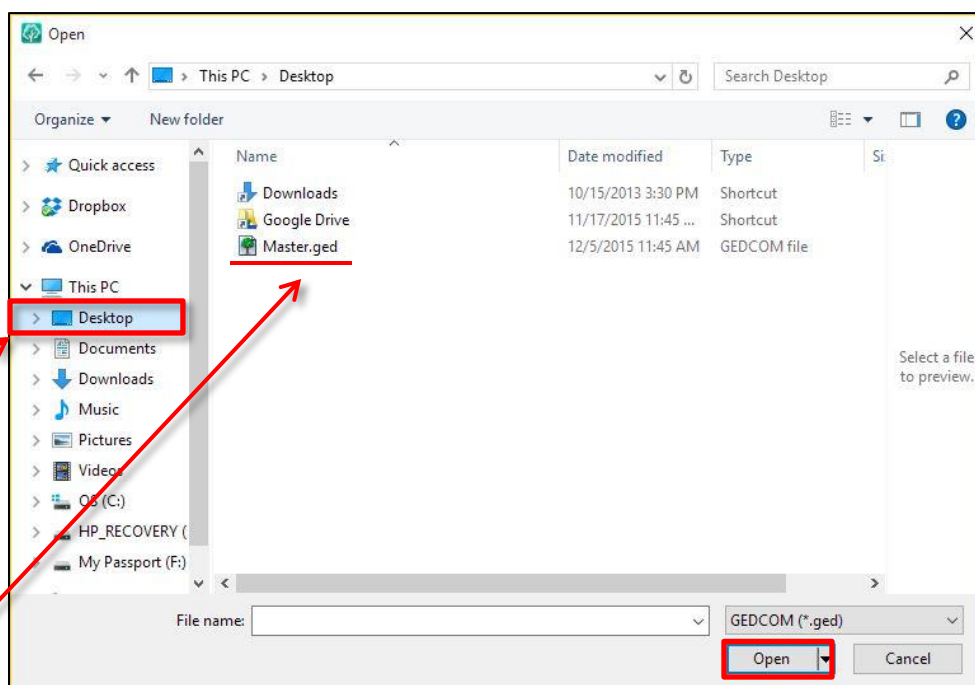 Open
This PC > Desktop
Search Desktop
Organize
New folder
Name
Date modified
Type
Si
Quick access
Dropbox
OneDrive
This PC
Desktop
Documents
Downloads
Music
Pictures
Videos
OS (C:)
HP_RECOVERY (
My Passport (F:)
Downloads 10/15/2013 3:30 PM Shortcut
Google Drive 11/17/2015 11:45 ... Shortcut
Master.ged 12/5/2015 11:45 AM GEDCOM file
Select a file
to preview.
File name:
GEDCOM (*.ged)
Open
Cancel